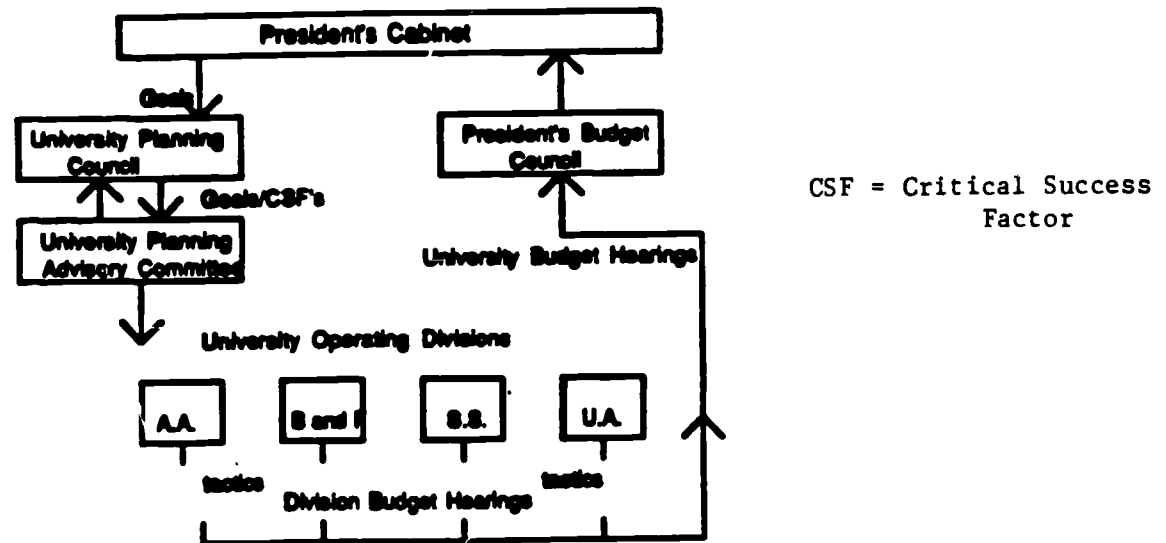 President's Cabinet
Goals
University Planning
Council
President's Budget
Council
Goals/CSF's
CSF = Critical Success
Factor
University Planning
Advisory Committee
University Budget Hearings
University Operating Divisions
A.A.
B and F
S.S.
U.A.
tactics
tactics
Division Budget Hearings